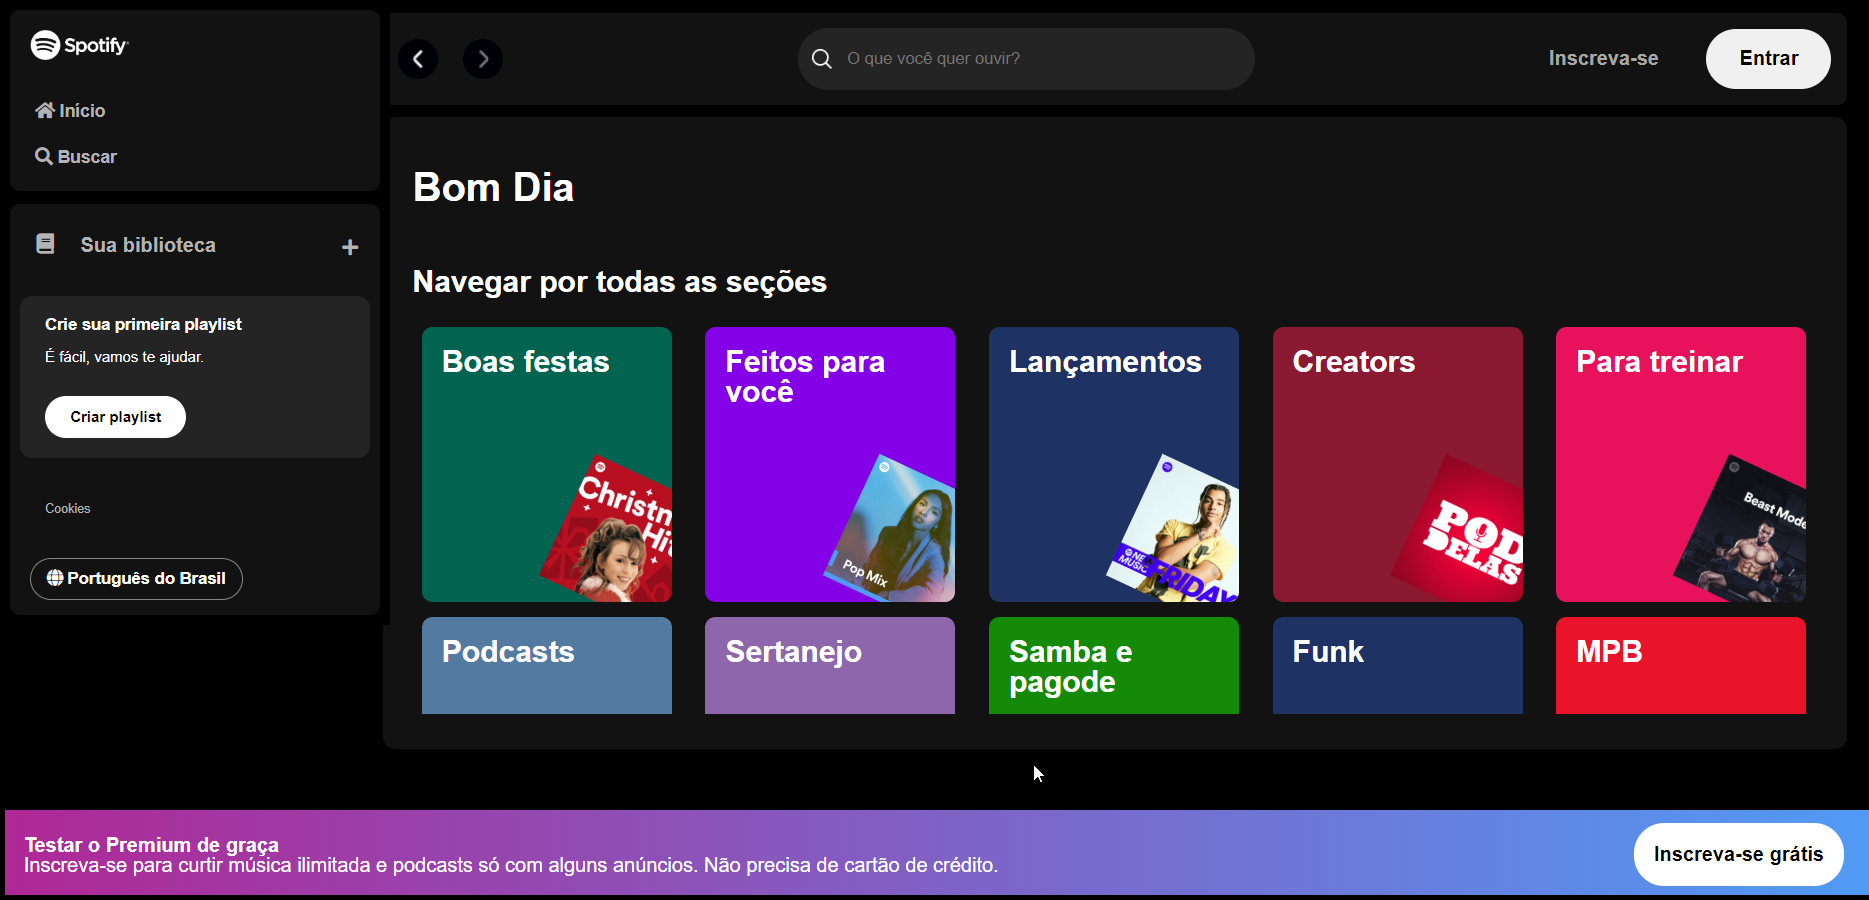 Spotify
Início
Buscar
Sua biblioteca
Crie sua primeira playlist
É fácil, vamos te ajudar.
Criar playlist
Cookies
Português do Brasil
O que você quer ouvir?
Inscreva-se
Entrar
Bom Dia
Navegar por todas as seções
Boas festas
Feitos para
você
Pop Mix
Lançamentos
MUSIC
FRIDAY
Creators
POD
DELAS
Para treinar
Beast Mode
Podcasts
Sertanejo
Samba e
pagode
Funk
MPB
Testar o Premium de graça
Inscreva-se para curtir música ilimitada e podcasts só com alguns anúncios. Não precisa de cartão de crédito.
Inscreva-se grátis